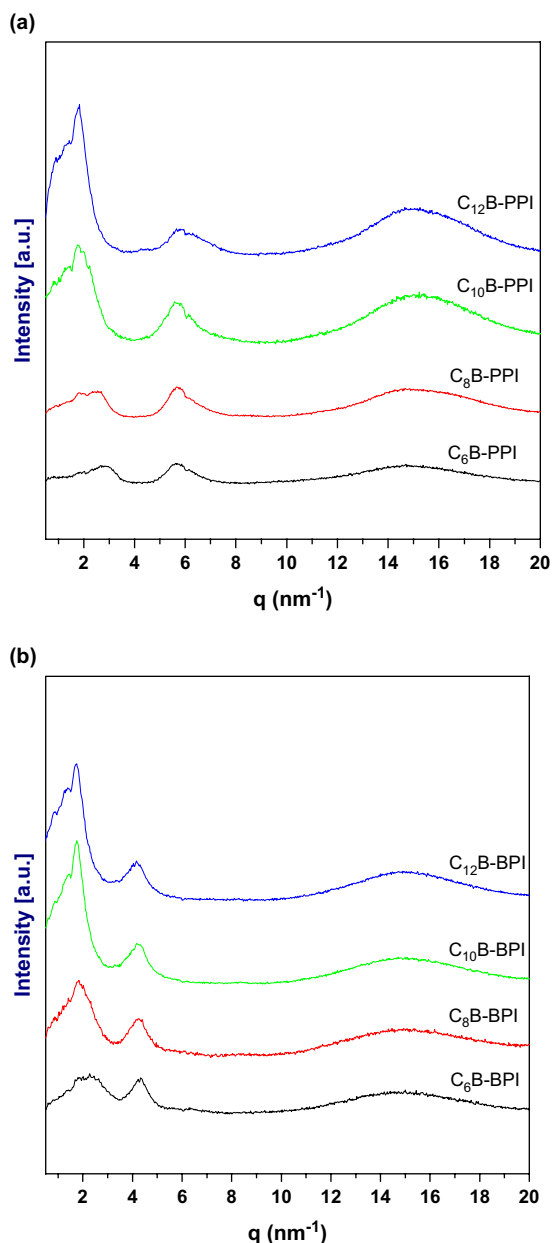 (a)
Intensity [a.u.]
C₁₂B-PPI
C₁₀B-PPI
C₈B-PPI
C₆B-PPI
2 4 6 8 10 12 14 16 18 20
q (nm⁻¹)
(b)
Intensity [a.u.]
C₁₂B-BPI
C₁₀B-BPI
C₈B-BPI
C₆B-BPI
2 4 6 8 10 12 14 16 18 20
q (nm⁻¹)